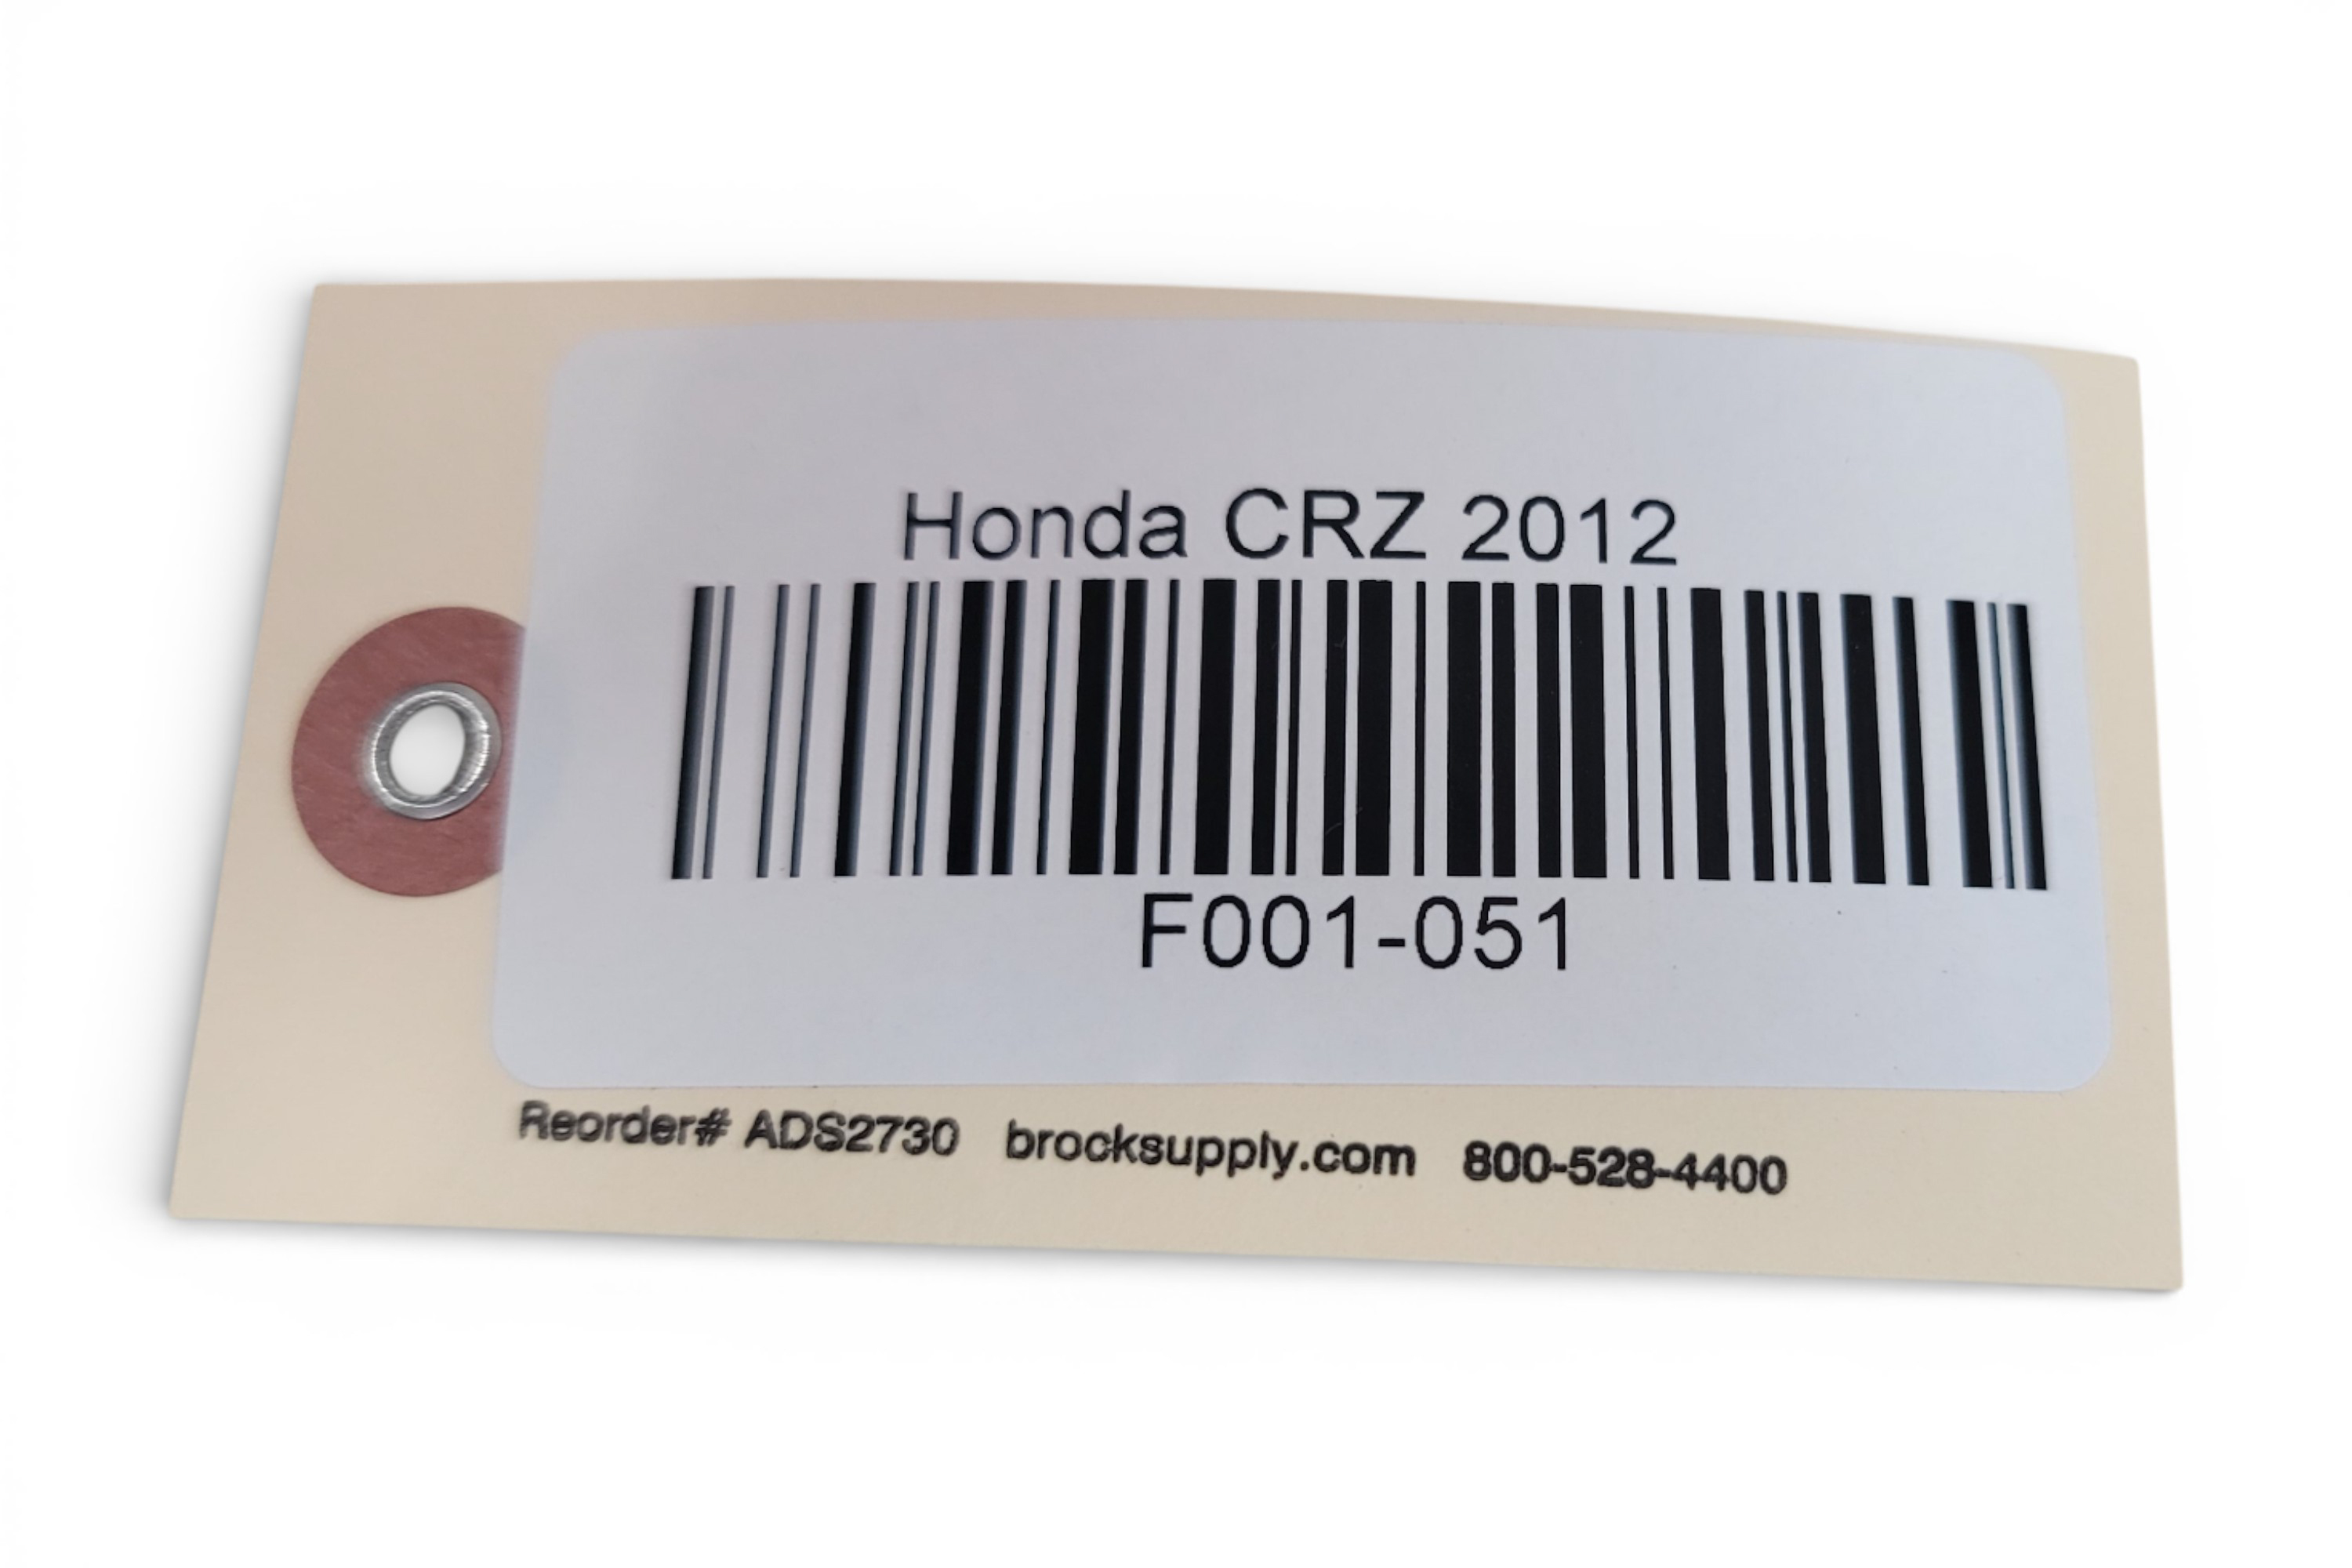 Honda CRZ 2012
F001-051
Reorder# ADS2730 brocksupply.com 800-528-4400